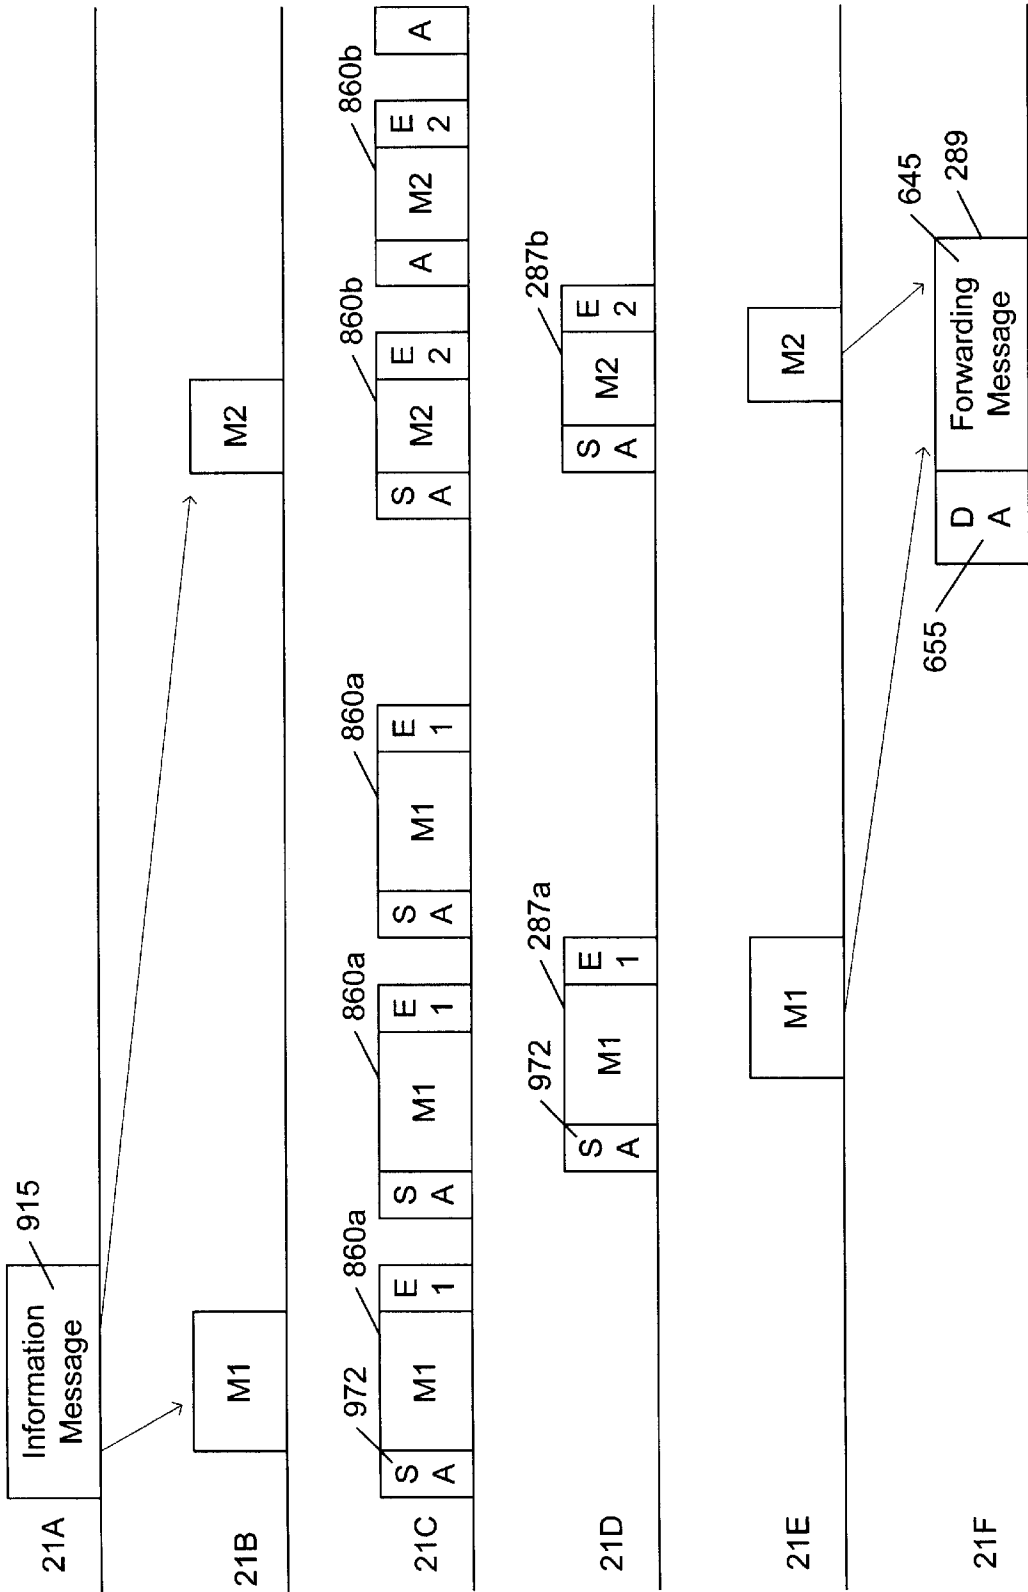 21A
Information
Message
915
21B
M1
M2
21C
972
860a
860a
860a
860b
860b
S
A
M1
E
1
S
A
M1
E
1
S
A
M1
E
1
S
A
M2
E
2
A
M2
E
2
A
21D
972
287a
287b
S
A
M1
E
1
S
A
M2
E
2
21E
M1
M2
21F
655
D
A
Forwarding
Message
645
289